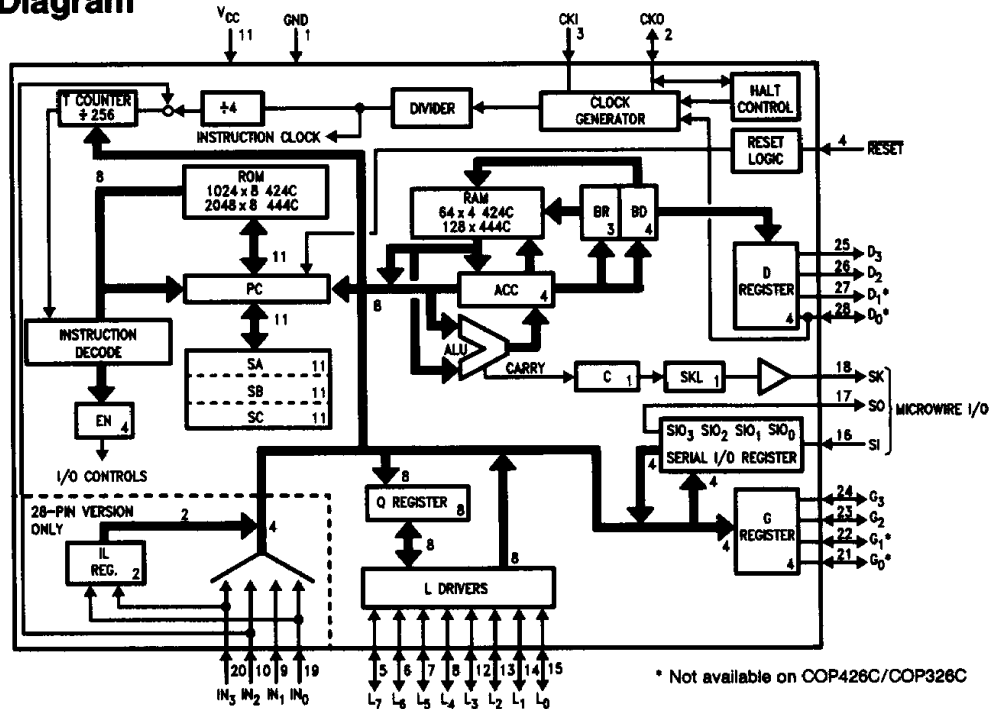 Diagram
VCC
11
GND
1
CKI
3
CKO
2
T COUNTER
÷ 256
÷4
DIVIDER
CLOCK
GENERATOR
HALT
CONTROL
INSTRUCTION CLOCK
RESET
LOGIC
4
RESET
8
ROM
1024 x 8 424C
2048 x 8 444C
RAM
64 x 4 424C
128 x 444C
BR
3
BD
4
11
PC
8
ACC
4
D
REGISTER
4
25
D3
26
D2
27
D1*
28
D0*
11
INSTRUCTION
DECODE
SA
11
SB
11
SC
11
ALU
CARRY
C
1
SKL
1
18
SK
17
SO
16
SI
MICROWIRE I/O
EN
4
I/O CONTROLS
SIO3 SIO2 SIO1 SIO0
SERIAL I/O REGISTER
4
4
28-PIN VERSION
ONLY
2
4
IL
REG.
2
8
Q REGISTER
8
8
8
L DRIVERS
4
G
REGISTER
4
24
G3
23
G2
22
G1*
21
G0*
20
10
9
19
IN3 IN2 IN1 IN0
5
6
7
8
13
12
13
14
15
L7 L6 L5 L4 L3 L2 L1 L0
* Not available on COP426C/COP326C